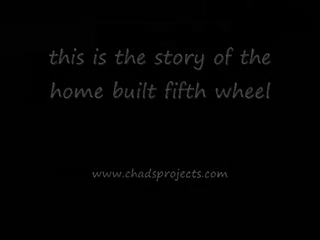 this is the story of the
home built fifth wheel
www.chadsprojects.com